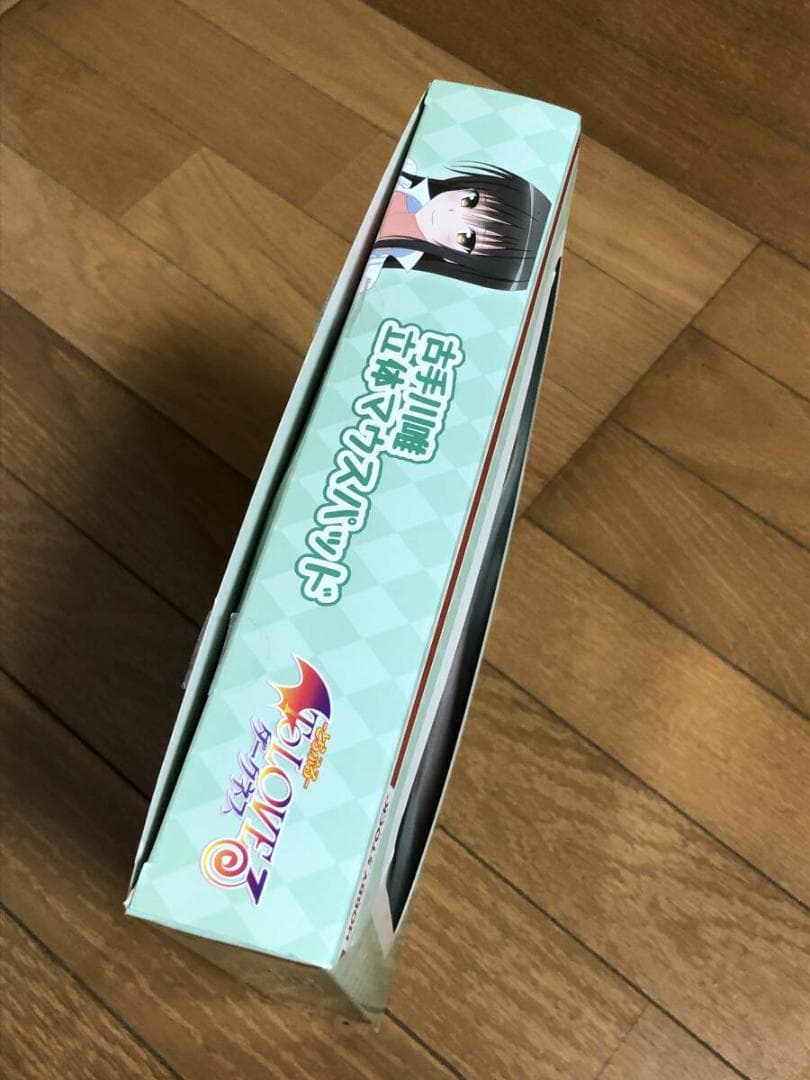 古手川唯
立体マウスパッド
-とらぶる-
To LOVEる
ダークネス
HOBBY STOCK